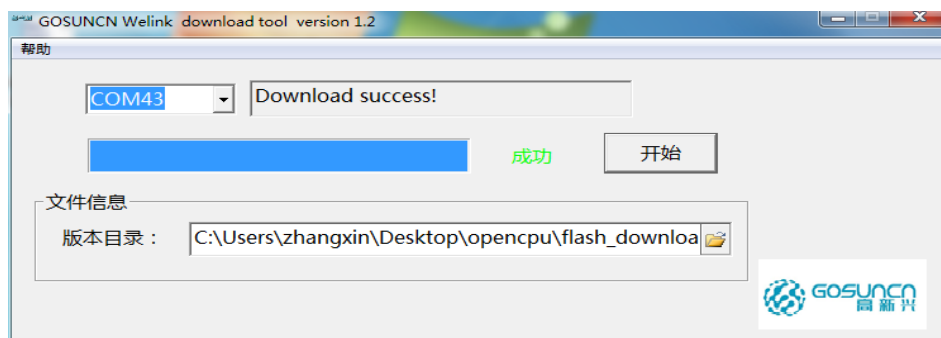 GOSUNCN Welink download tool version 1.2
帮助
COM43
Download success!
成功
开始
文件信息
版本目录：
C:\Users\zhangxin\Desktop\opencpu\flash_downloa
GOSUNCN
高新兴